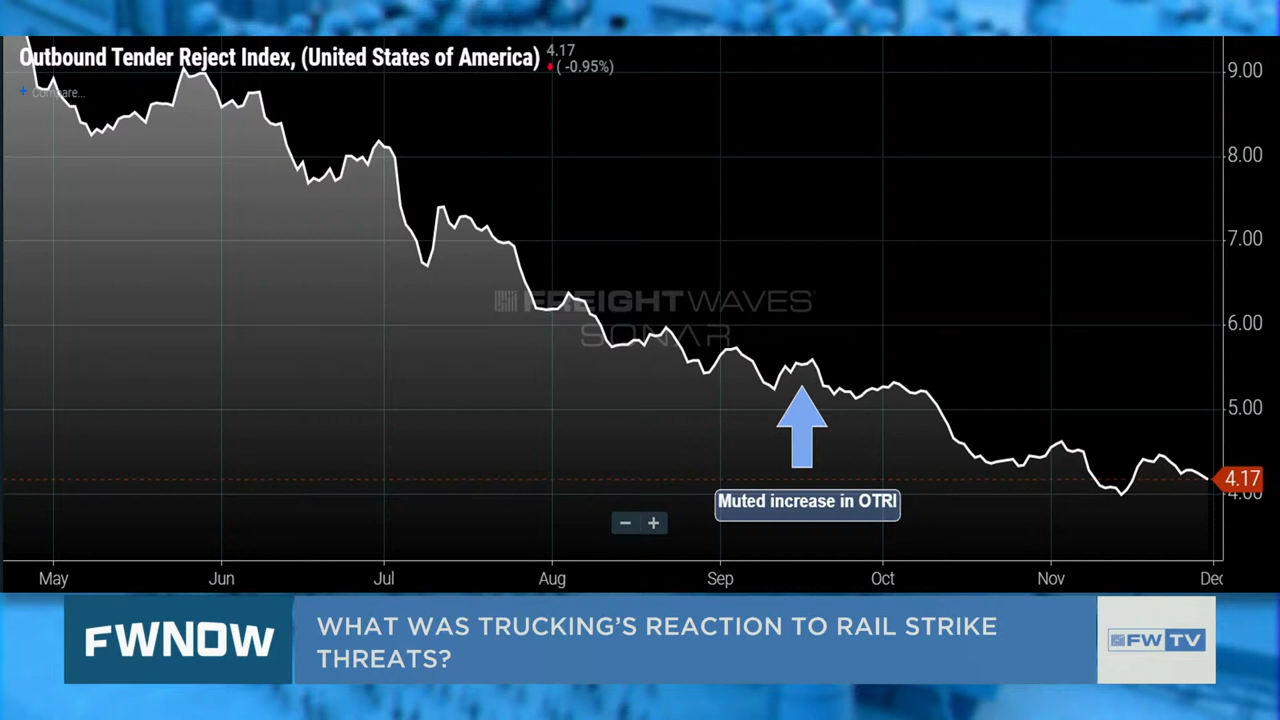 Outbound Tender Reject Index, (United States of America)
4.17
(-0.95%)
+ Compare...
9.00
8.00
7.00
6.00
5.00
4.00
4.17
FREIGHTWAVES
SONAR
Muted increase in OTRI
− +
May Jun Jul Aug Sep Oct Nov Dec
FWNOW
WHAT WAS TRUCKING'S REACTION TO RAIL STRIKE
THREATS?
FWTV